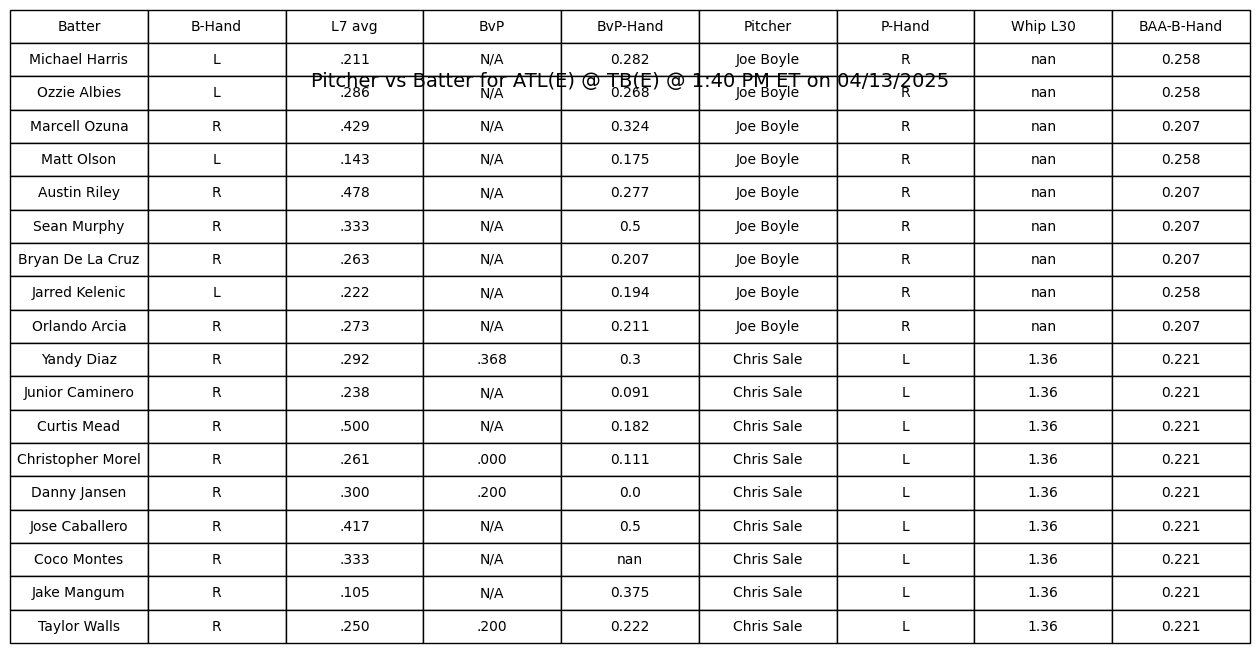 Batter B-Hand L7 avg BvP BvP-Hand Pitcher P-Hand Whip L30 BAA-B-Hand
Michael Harris L .211 N/A 0.282 Joe Boyle R nan 0.258
Pitcher vs Batter for ATL(E) @ TB(E) @ 1:40 PM ET on 04/13/2025
Ozzie Albies L .286 N/A 0.268 Joe Boyle R nan 0.258
Marcell Ozuna R .429 N/A 0.324 Joe Boyle R nan 0.207
Matt Olson L .143 N/A 0.175 Joe Boyle R nan 0.258
Austin Riley R .478 N/A 0.277 Joe Boyle R nan 0.207
Sean Murphy R .333 N/A 0.5 Joe Boyle R nan 0.207
Bryan De La Cruz R .263 N/A 0.207 Joe Boyle R nan 0.207
Jarred Kelenic L .222 N/A 0.194 Joe Boyle R nan 0.258
Orlando Arcia R .273 N/A 0.211 Joe Boyle R nan 0.207
Yandy Diaz R .292 .368 0.3 Chris Sale L 1.36 0.221
Junior Caminero R .238 N/A 0.091 Chris Sale L 1.36 0.221
Curtis Mead R .500 N/A 0.182 Chris Sale L 1.36 0.221
Christopher Morel R .261 .000 0.111 Chris Sale L 1.36 0.221
Danny Jansen R .300 .200 0.0 Chris Sale L 1.36 0.221
Jose Caballero R .417 N/A 0.5 Chris Sale L 1.36 0.221
Coco Montes R .333 N/A nan Chris Sale L 1.36 0.221
Jake Mangum R .105 N/A 0.375 Chris Sale L 1.36 0.221
Taylor Walls R .250 .200 0.222 Chris Sale L 1.36 0.221